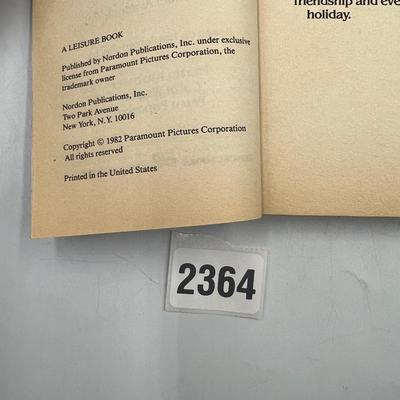 A LEISURE BOOK
Published by Nordon Publications, Inc. under exclusive
license from Paramount Pictures Corporation, the
trademark owner
Nordon Publications, Inc.
Two Park Avenue
New York, N.Y. 10016
Copyright © 1982 Paramount Pictures Corporation
All rights reserved
Printed in the United States
friendship and eve
holiday.
2364